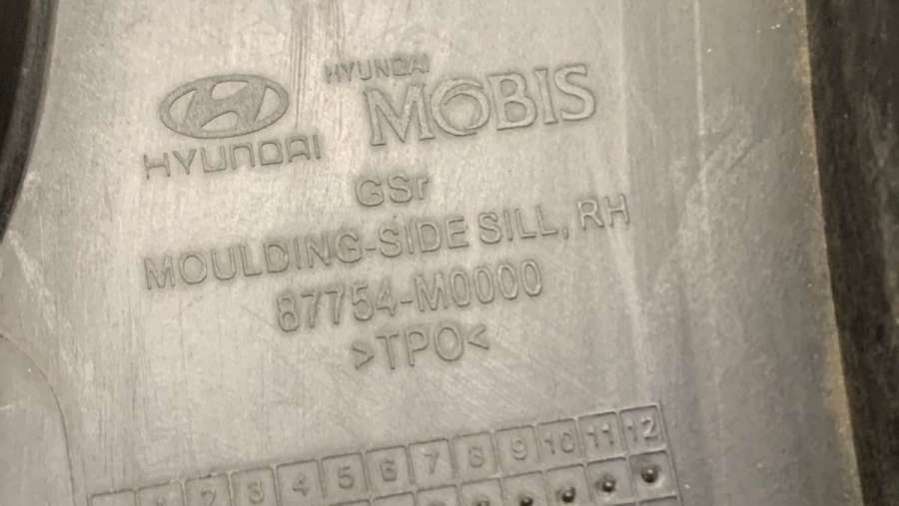 HYUNDAI
HYUNDAI
MOBIS
GSr
MOULDING-SIDE SILL, RH
87754-M0000
>TPO<
1 2 3 4 5 6 7 8 9 10 11 12